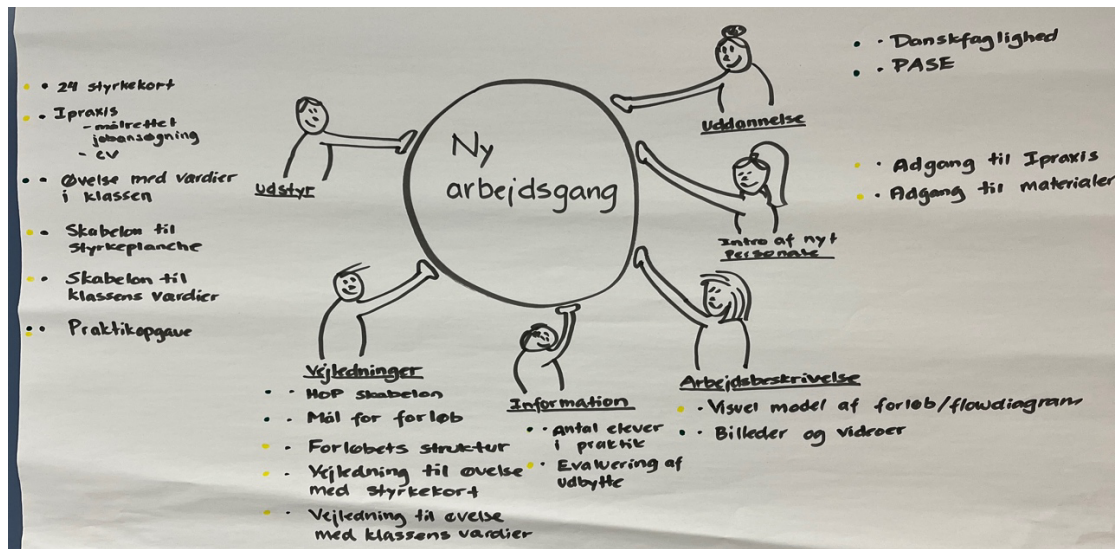 Ny
arbejdsgang
Udstyr
• 24 styrkekort
• Ipraxis
- målrettet
jobansøgning
- CV
• Øvelse med værdier
i klassen
• Skabelon til
styrkeplanche
• Skabelon til
klassens værdier
• Praktikopgave
Uddannelse
• Danskfaglighed
• PASE
Intro af nyt
personale
• Adgang til Ipraxis
• Adgang til materialer
Vejledninger
• HOP skabelon
• Mål for forløb
• Forløbets struktur
• Vejledning til øvelse
med styrkekort
• Vejledning til øvelse
med klassens værdier
Information
• Antal elever
i praktik
• Evaluering af
udbytte
Arbejdsbeskrivelse
• Visuel model af forløb/flowdiagram
• Billeder og videoer